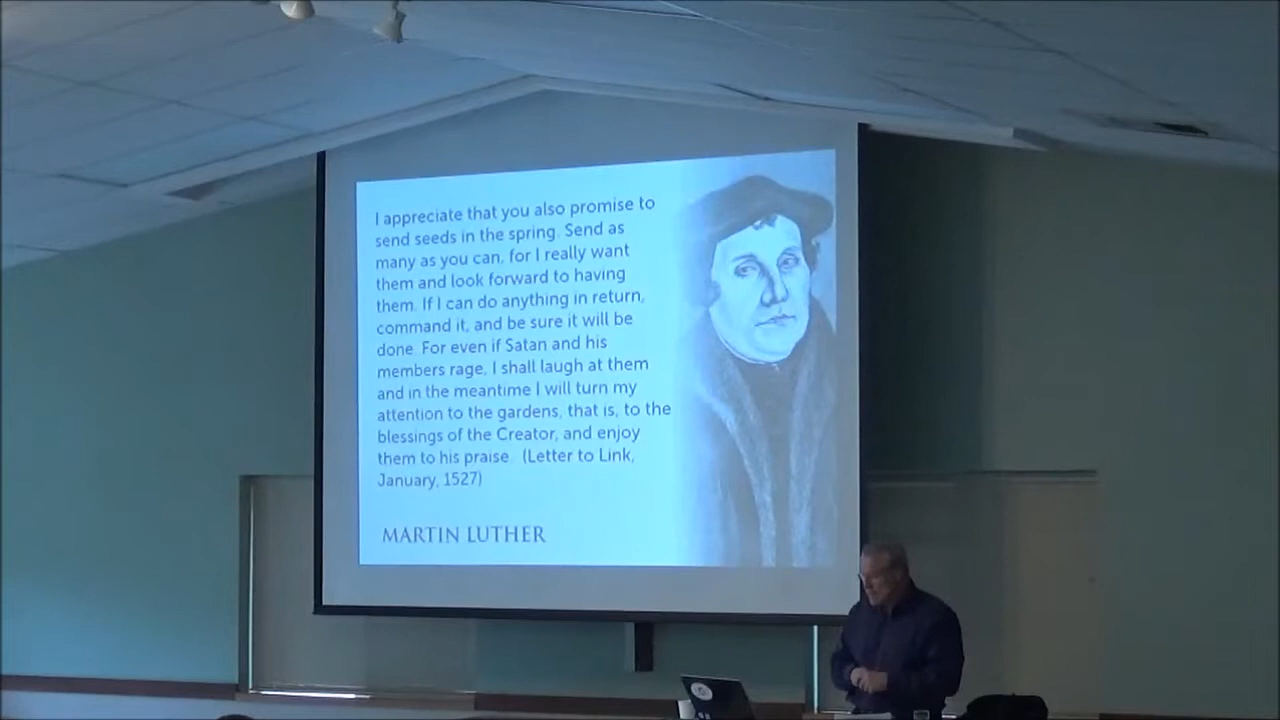 I appreciate that you also promise to
send seeds in the spring. Send as
many as you can, for I really want
them and look forward to having
them. If I can do anything in return,
command it, and be sure it will be
done. For even if Satan and his
members rage, I shall laugh at them
and in the meantime I will turn my
attention to the gardens, that is, to the
blessings of the Creator, and enjoy
them to his praise. (Letter to Link,
January, 1527)
MARTIN LUTHER